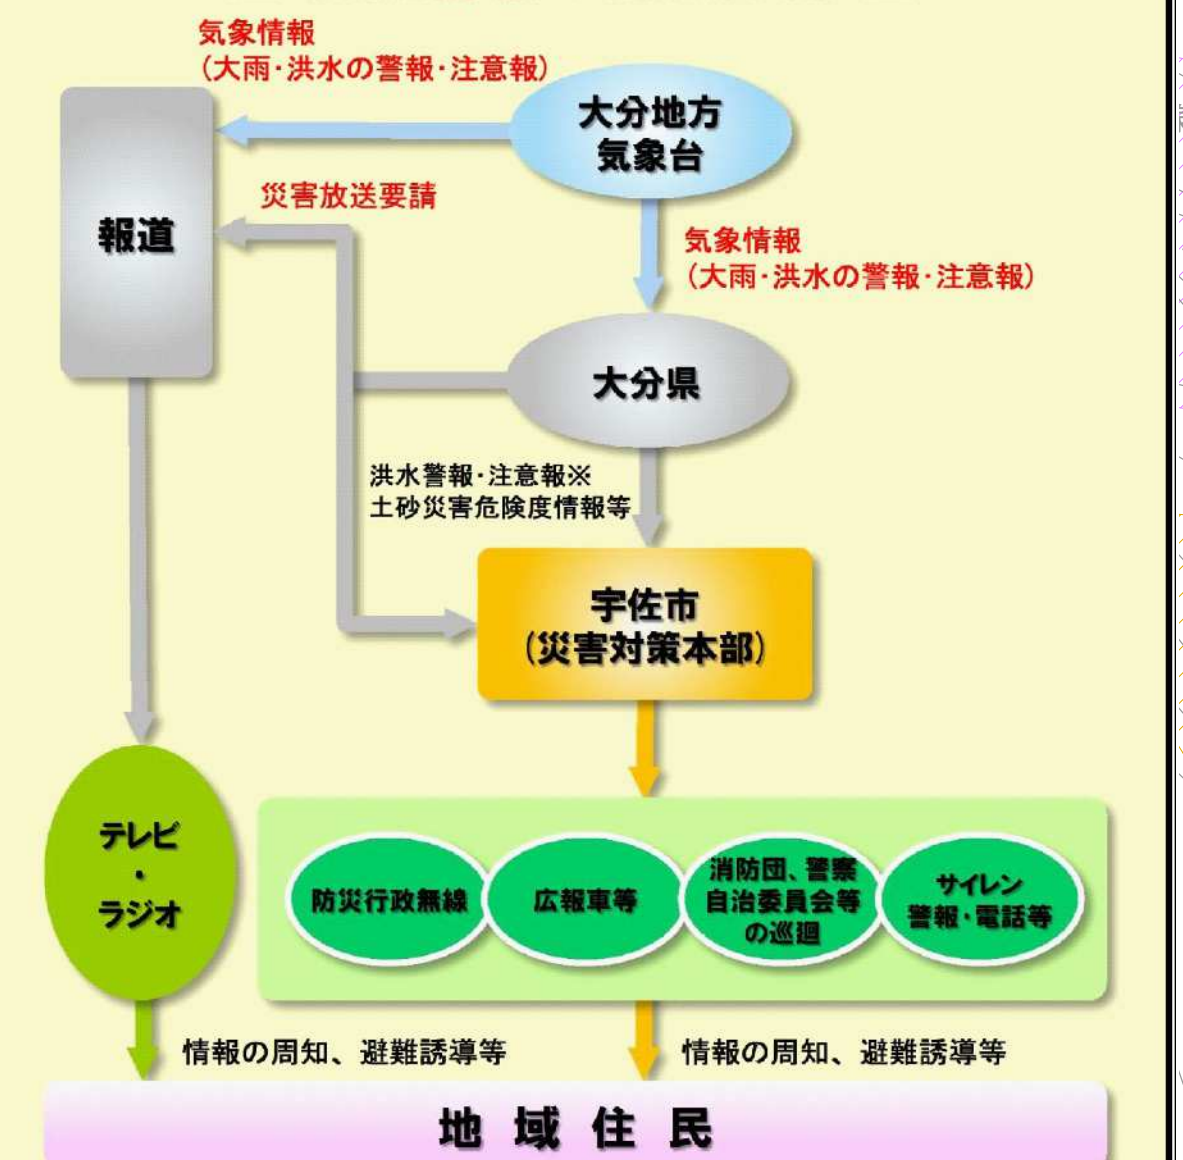 気象情報
（大雨・洪水の警報・注意報）
大分地方
気象台
災害放送要請
報道
気象情報
（大雨・洪水の警報・注意報）
大分県
洪水警報・注意報※
土砂災害危険度情報等
宇佐市
（災害対策本部）
テレビ
・
ラジオ
防災行政無線
広報車等
消防団、警察
自治委員会等
の巡廻
サイレン
警報・電話等
情報の周知、避難誘導等
情報の周知、避難誘導等
地域住民